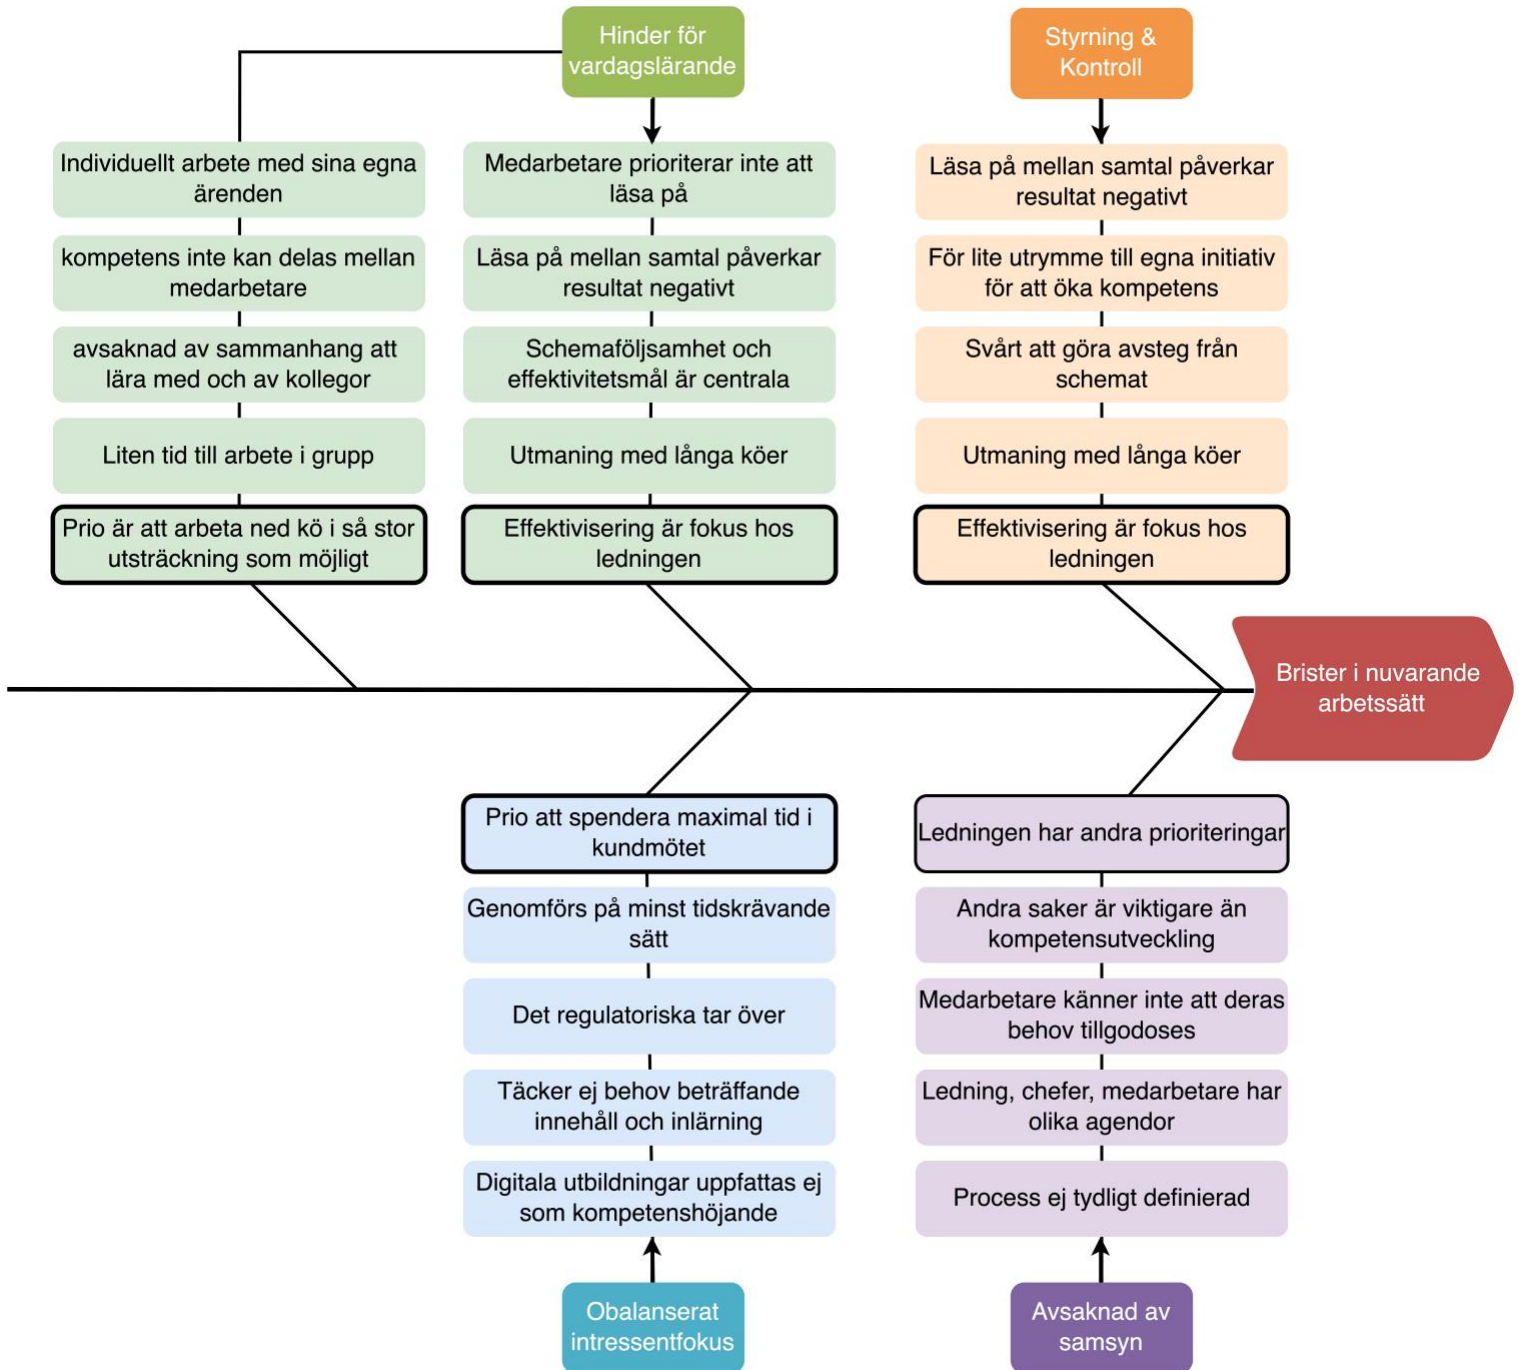 Hinder för
vardagslärande
Styrning &
Kontroll
Individuellt arbete med sina egna
ärenden
kompetens inte kan delas mellan
medarbetare
avsaknad av sammanhang att
lära med och av kollegor
Liten tid till arbete i grupp
Prio är att arbeta ned kö i så stor
utsträckning som möjligt
Medarbetare prioriterar inte att
läsa på
Läsa på mellan samtal påverkar
resultat negativt
Schemaföljsamhet och
effektivitetsmål är centrala
Utmaning med långa köer
Effektivisering är fokus hos
ledningen
Läsa på mellan samtal påverkar
resultat negativt
För lite utrymme till egna initiativ
för att öka kompetens
Svårt att göra avsteg från
schemat
Utmaning med långa köer
Effektivisering är fokus hos
ledningen
Brister i nuvarande
arbetssätt
Prio att spendera maximal tid i
kundmötet
Genomförs på minst tidskrävande
sätt
Det regulatoriska tar över
Täcker ej behov beträffande
innehåll och inlärning
Digitala utbildningar uppfattas ej
som kompetenshöjande
Obalanserat
intressentfokus
Ledningen har andra prioriteringar
Andra saker är viktigare än
kompetensutveckling
Medarbetare känner inte att deras
behov tillgodoses
Ledning, chefer, medarbetare har
olika agendor
Process ej tydligt definierad
Avsaknad av
samsyn